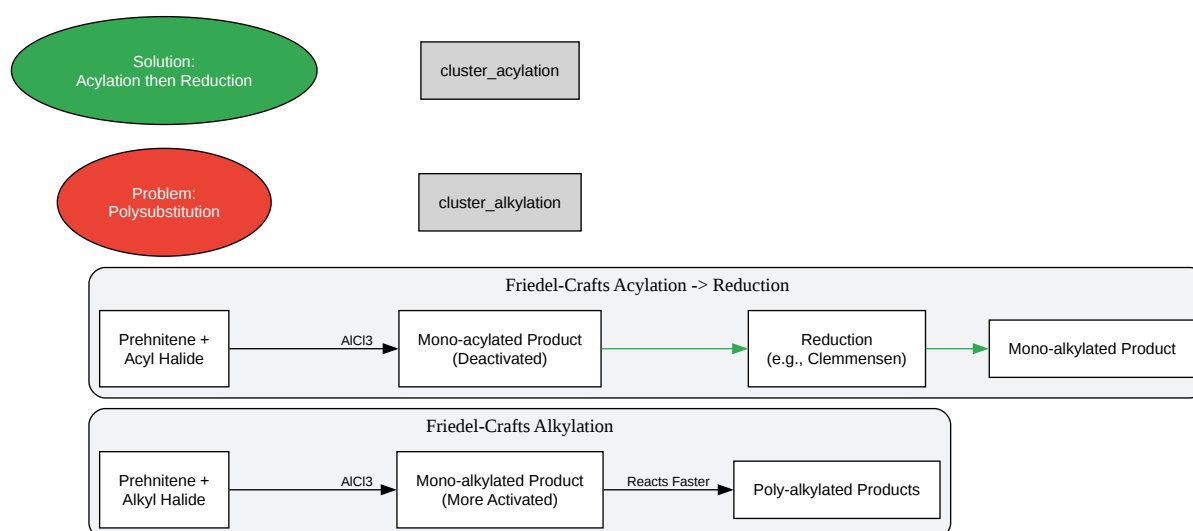 Solution:
Acylation then Reduction
cluster_acylation
Problem:
Polysubstitution
cluster_alkylation
Friedel-Crafts Acylation -> Reduction
Prehnitene +
Acyl Halide
AlCl3
Mono-acylated Product
(Deactivated)
Reduction
(e.g., Clemmensen)
Mono-alkylated Product
Friedel-Crafts Alkylation
Prehnitene +
Alkyl Halide
AlCl3
Mono-alkylated Product
(More Activated)
Reacts Faster
Poly-alkylated Products